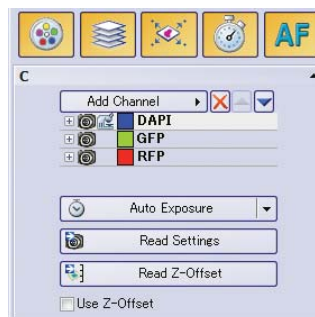 AF
C
Add Channel
DAPI
GFP
RFP
Auto Exposure
Read Settings
Read Z-Offset
Use Z-Offset